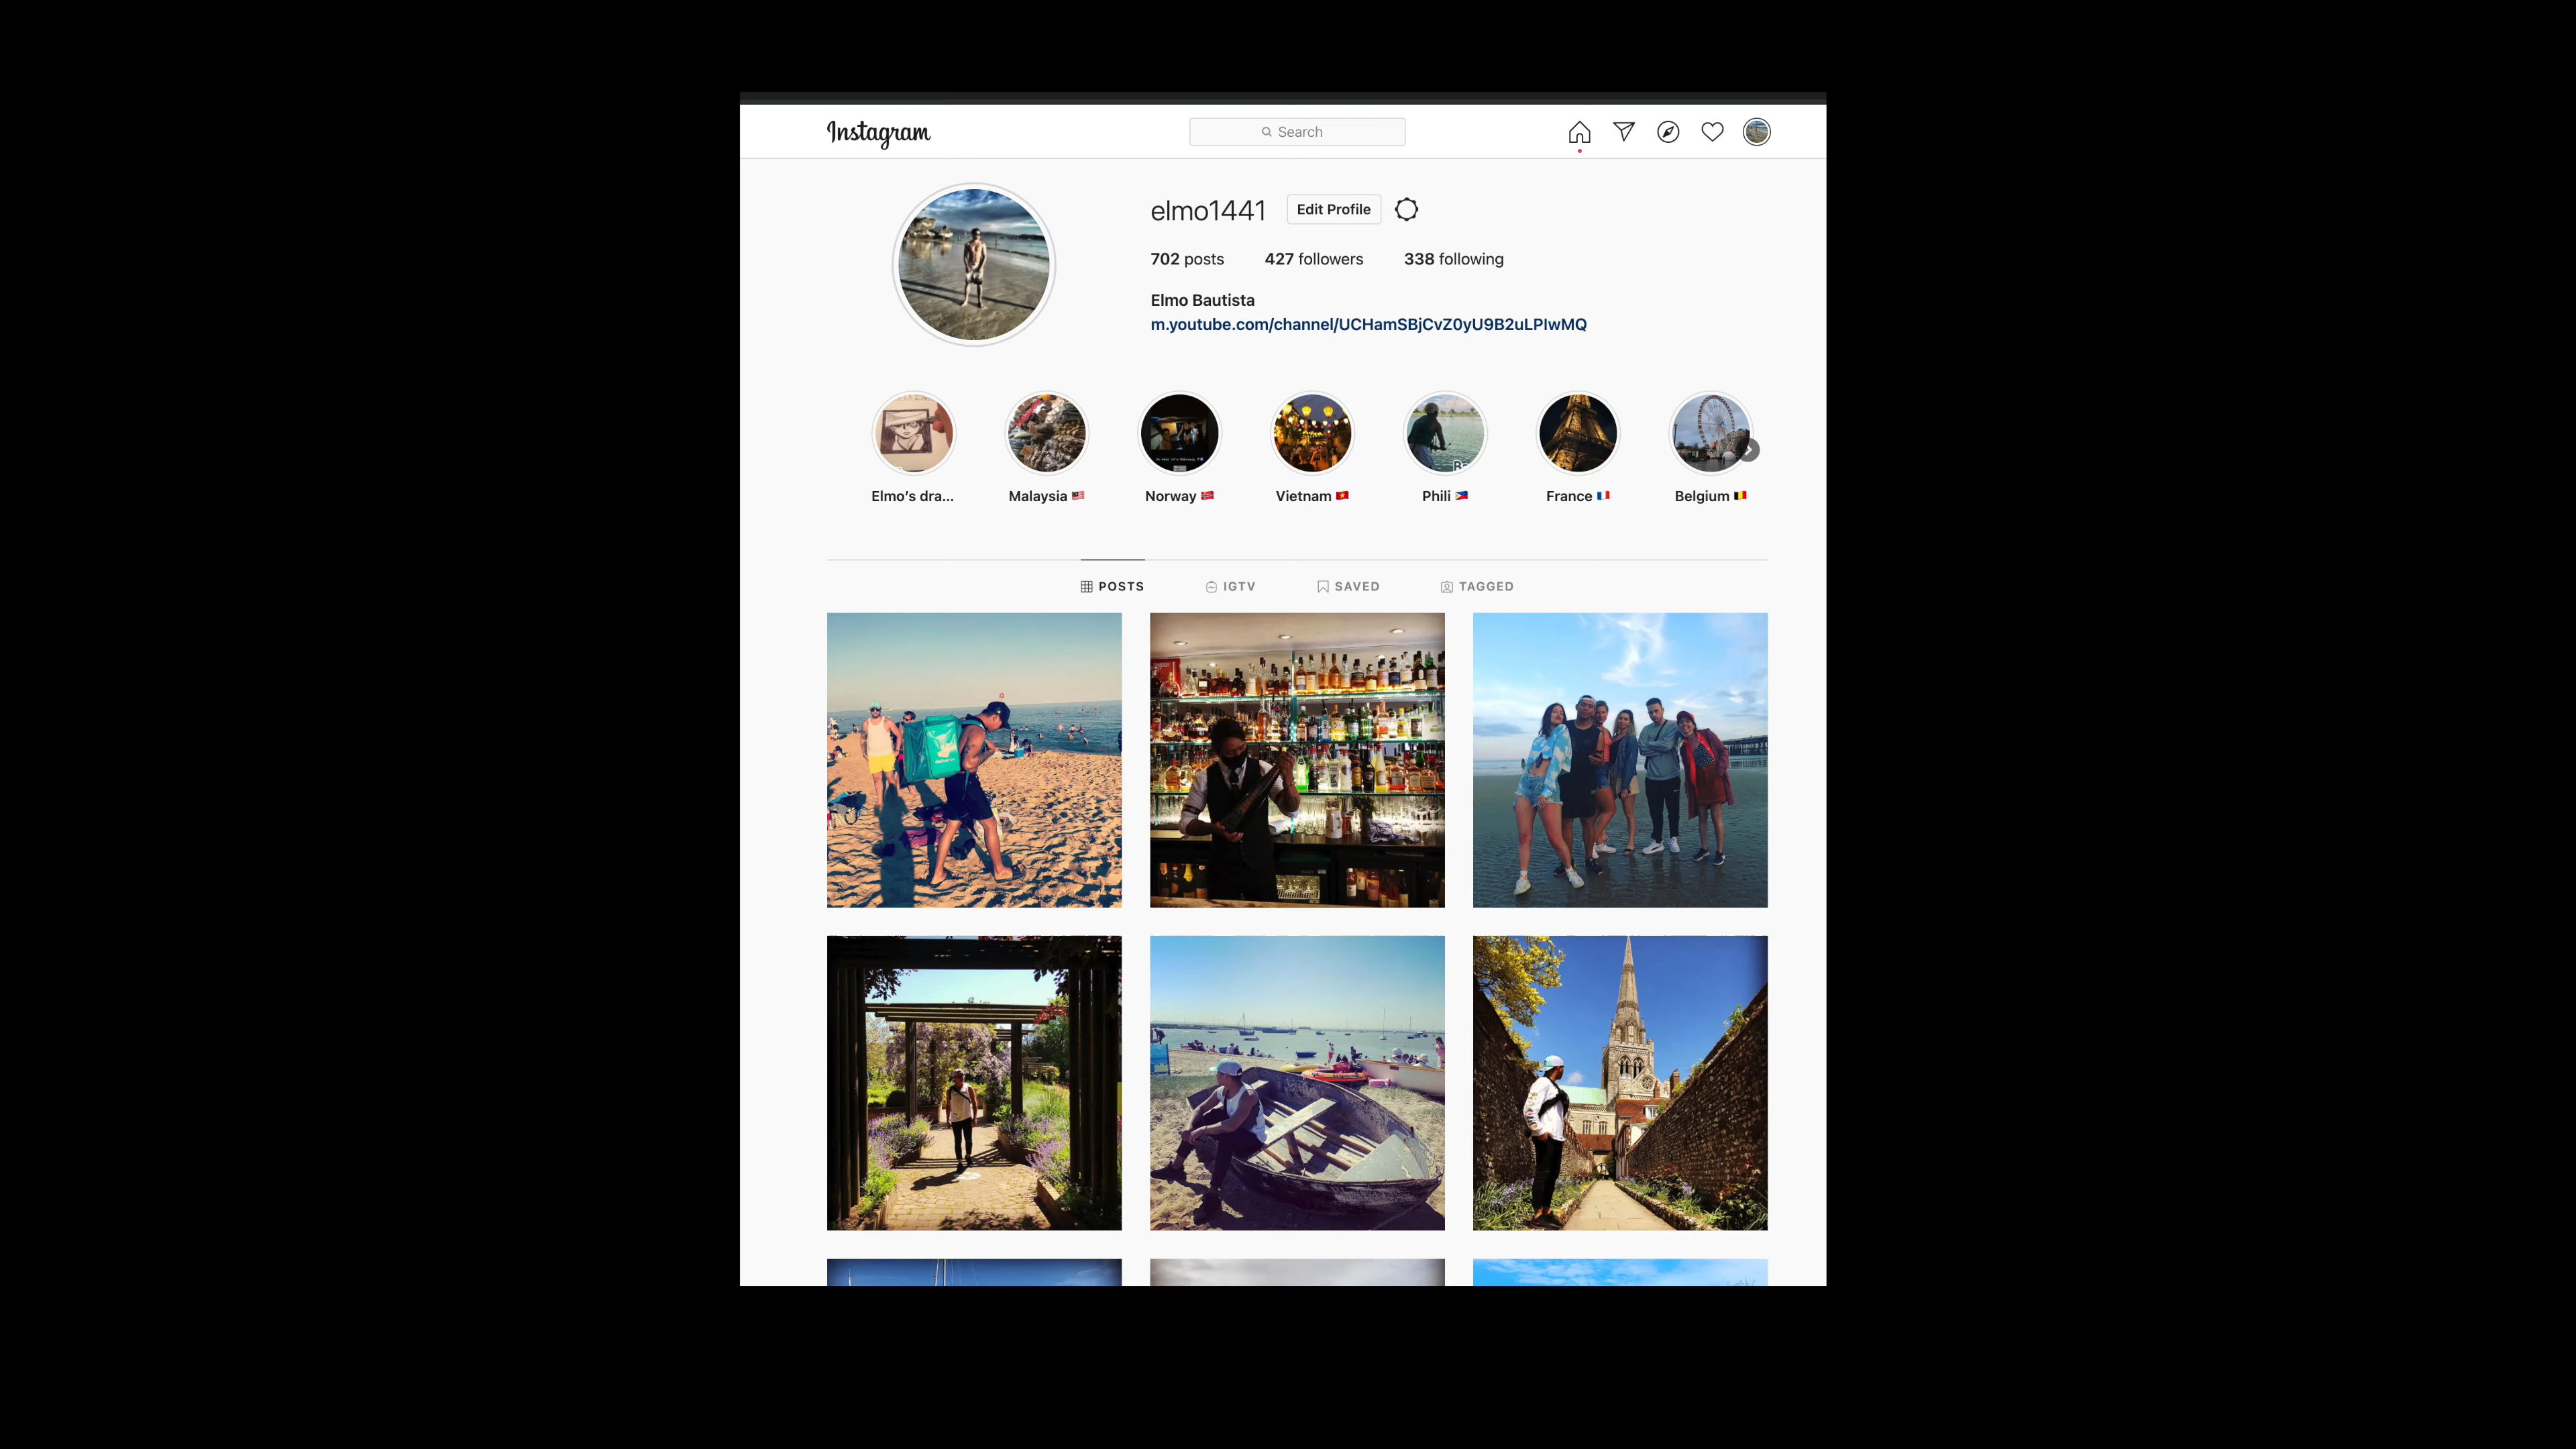 Instagram
Search
elmo1441 Edit Profile
702 posts 427 followers 338 following
Elmo Bautista
m.youtube.com/channel/UCHamSBjCvZ0yU9B2uLPIwMQ
Elmo's dra... Malaysia 🇲🇾 Norway 🇳🇴 Vietnam 🇻🇳 Phili 🇵🇭 France 🇫🇷 Belgium 🇧🇪
POSTS IGTV SAVED TAGGED